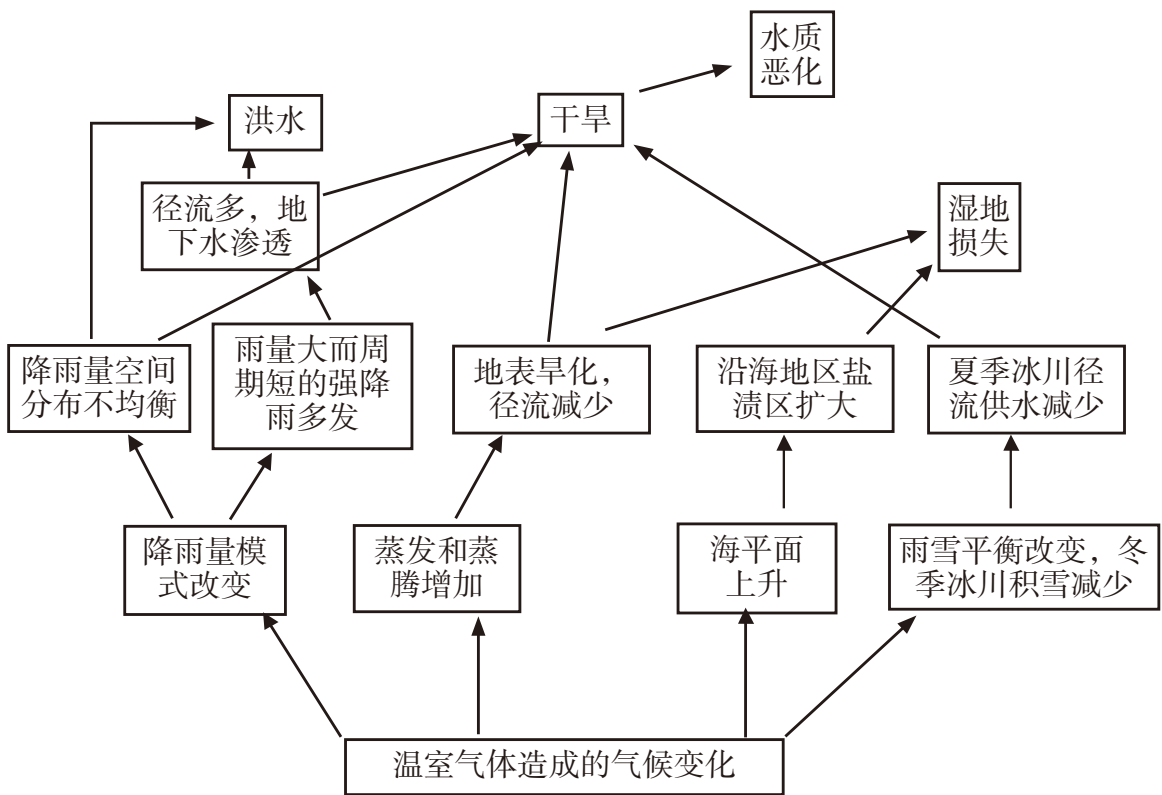 水质
恶化
洪水
干旱
径流多，地
下水渗透
湿地
损失
降雨量空间
分布不均衡
雨量大而周
期短的强降
雨多发
地表旱化，
径流减少
沿海地区盐
渍区扩大
夏季冰川径
流供水减少
降雨量模
式改变
蒸发和蒸
腾增加
海平面
上升
雨雪平衡改变，冬
季冰川积雪减少
温室气体造成的气候变化